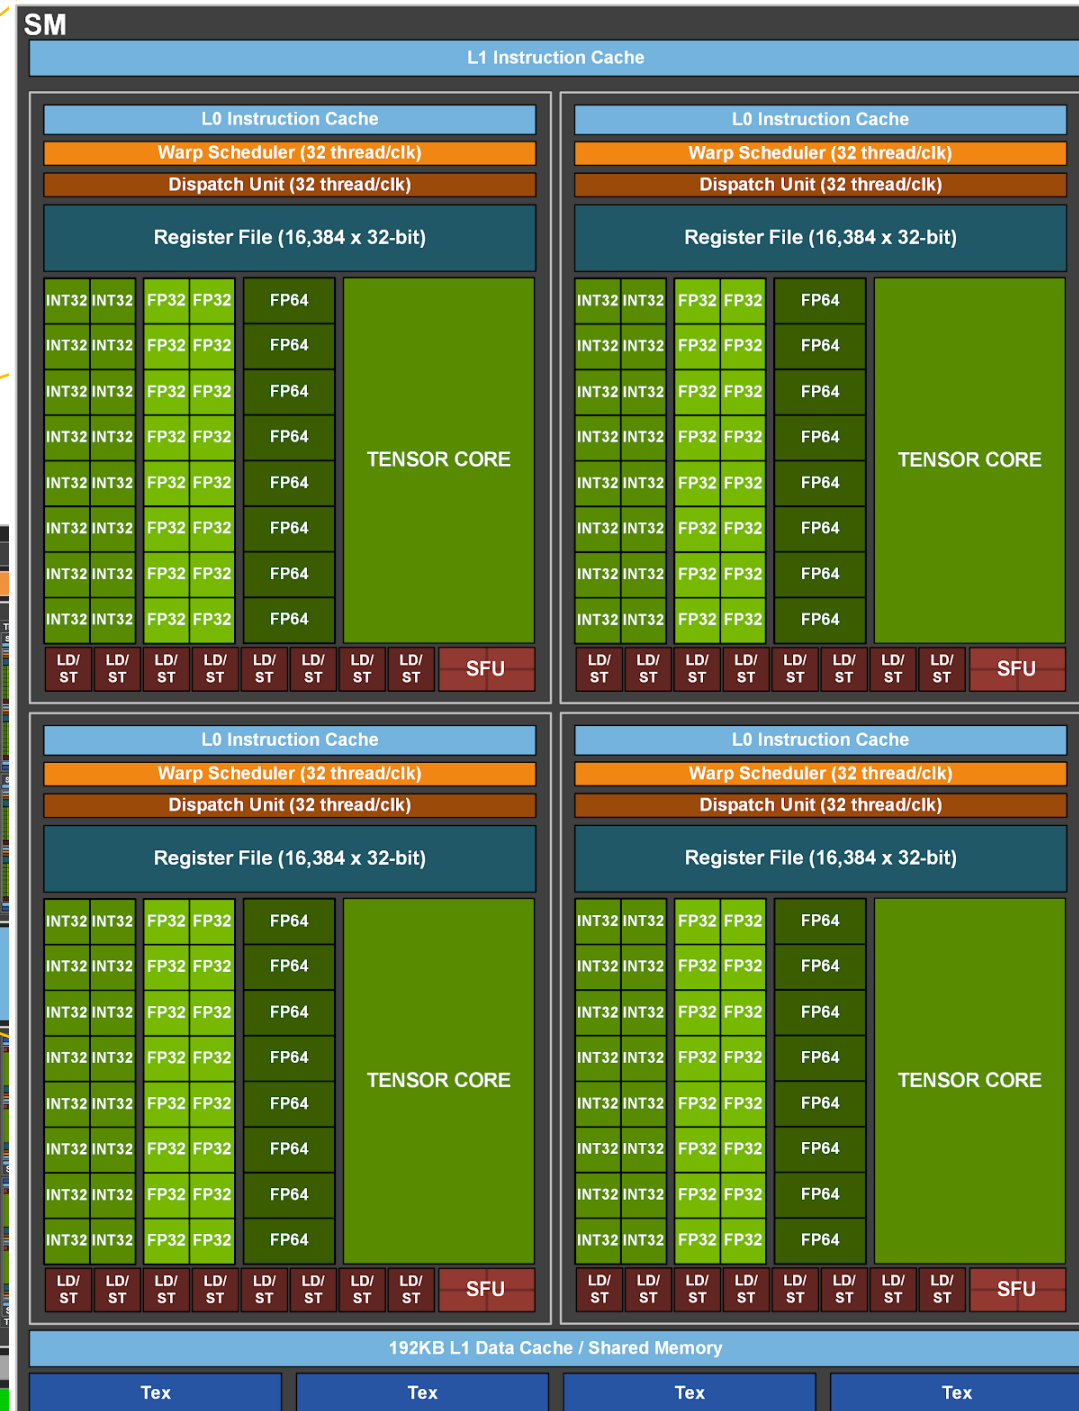 SM
L1 Instruction Cache
L0 Instruction Cache
Warp Scheduler (32 thread/clk)
Dispatch Unit (32 thread/clk)
Register File (16,384 x 32-bit)
INT32 INT32 FP32 FP32 FP64
INT32 INT32 FP32 FP32 FP64
INT32 INT32 FP32 FP32 FP64
INT32 INT32 FP32 FP32 FP64
INT32 INT32 FP32 FP32 FP64
INT32 INT32 FP32 FP32 FP64
INT32 INT32 FP32 FP32 FP64
INT32 INT32 FP32 FP32 FP64
TENSOR CORE
LD/ LD/ LD/ LD/ LD/ LD/ LD/ LD/
ST ST ST ST ST ST ST ST
SFU
L0 Instruction Cache
Warp Scheduler (32 thread/clk)
Dispatch Unit (32 thread/clk)
Register File (16,384 x 32-bit)
INT32 INT32 FP32 FP32 FP64
INT32 INT32 FP32 FP32 FP64
INT32 INT32 FP32 FP32 FP64
INT32 INT32 FP32 FP32 FP64
INT32 INT32 FP32 FP32 FP64
INT32 INT32 FP32 FP32 FP64
INT32 INT32 FP32 FP32 FP64
INT32 INT32 FP32 FP32 FP64
TENSOR CORE
LD/ LD/ LD/ LD/ LD/ LD/ LD/ LD/
ST ST ST ST ST ST ST ST
SFU
L0 Instruction Cache
Warp Scheduler (32 thread/clk)
Dispatch Unit (32 thread/clk)
Register File (16,384 x 32-bit)
INT32 INT32 FP32 FP32 FP64
INT32 INT32 FP32 FP32 FP64
INT32 INT32 FP32 FP32 FP64
INT32 INT32 FP32 FP32 FP64
INT32 INT32 FP32 FP32 FP64
INT32 INT32 FP32 FP32 FP64
INT32 INT32 FP32 FP32 FP64
INT32 INT32 FP32 FP32 FP64
TENSOR CORE
LD/ LD/ LD/ LD/ LD/ LD/ LD/ LD/
ST ST ST ST ST ST ST ST
SFU
L0 Instruction Cache
Warp Scheduler (32 thread/clk)
Dispatch Unit (32 thread/clk)
Register File (16,384 x 32-bit)
INT32 INT32 FP32 FP32 FP64
INT32 INT32 FP32 FP32 FP64
INT32 INT32 FP32 FP32 FP64
INT32 INT32 FP32 FP32 FP64
INT32 INT32 FP32 FP32 FP64
INT32 INT32 FP32 FP32 FP64
INT32 INT32 FP32 FP32 FP64
INT32 INT32 FP32 FP32 FP64
TENSOR CORE
LD/ LD/ LD/ LD/ LD/ LD/ LD/ LD/
ST ST ST ST ST ST ST ST
SFU
192KB L1 Data Cache / Shared Memory
Tex Tex Tex Tex